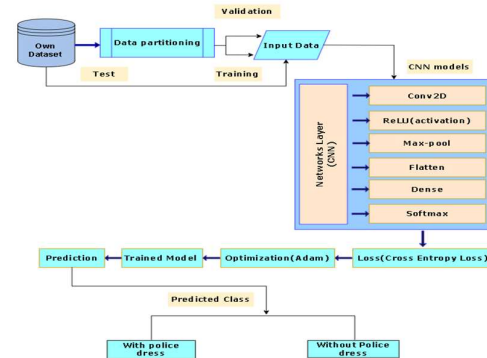 Validation
Own
Dataset
Data partitioning
Input Data
Test
Training
CNN models
Networks Layer
(CNN)
Conv2D
ReLU(activation)
Max-pool
Flatten
Dense
Softmax
Prediction
Trained Model
Optimization(Adam)
Loss(Cross Entropy Loss)
Predicted Class
With police
dress
Without Police
dress